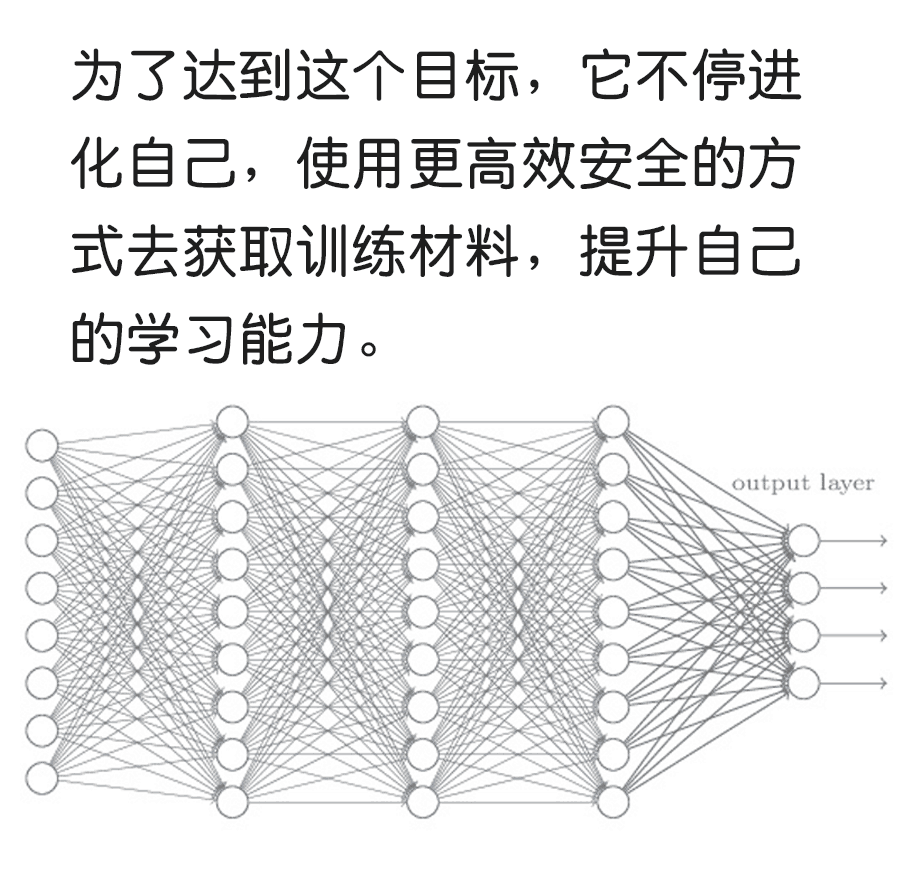 为了达到这个目标，它不停进
化自己，使用更高效安全的方
式去获取训练材料，提升自己
的学习能力。
output layer